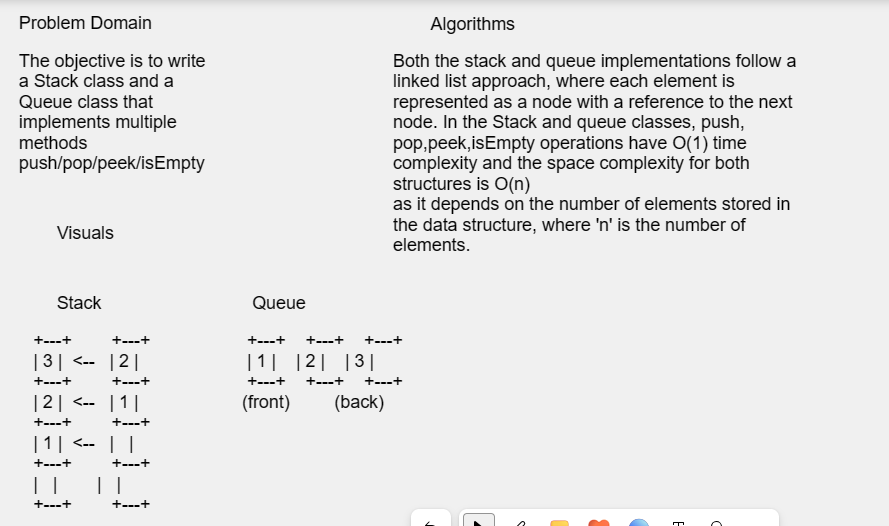 Problem Domain
The objective is to write
a Stack class and a
Queue class that
implements multiple
methods
push/pop/peek/isEmpty
Algorithms
Both the stack and queue implementations follow a
linked list approach, where each element is
represented as a node with a reference to the next
node. In the Stack and queue classes, push,
pop,peek,isEmpty operations have O(1) time
complexity and the space complexity for both
structures is O(n)
as it depends on the number of elements stored in
the data structure, where 'n' is the number of
elements.
Visuals
Stack
+---+ +---+
| 3 | <-- | 2 |
+---+ +---+
| 2 | <-- | 1 |
+---+ +---+
| 1 | <-- | |
+---+ +---+
| | | |
+---+ +---+
Queue
+---+ +---+ +---+
| 1 | | 2 | | 3 |
+---+ +---+ +---+
(front) (back)